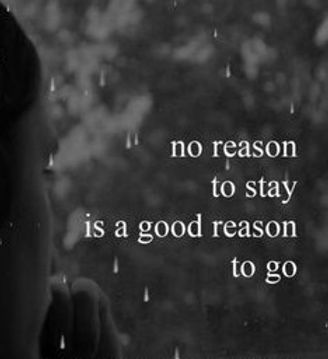 no reason
to stay
is a good reason
to go